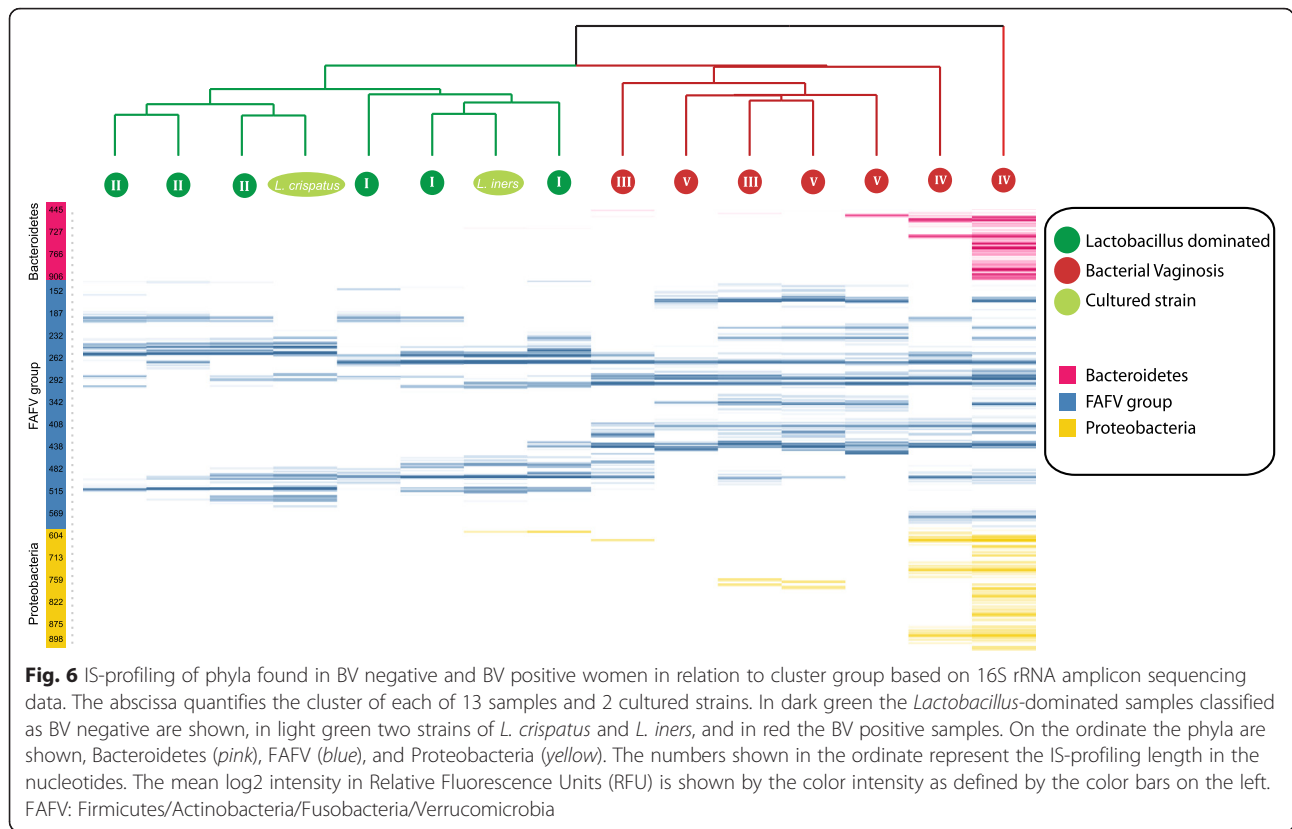 II II II L. crispatus I I L. iners I III V III V V IV IV
Bacteroidetes
445
727
766
906
FAFV group
152
187
232
262
292
342
408
438
482
515
569
Proteobacteria
604
713
759
822
875
898
Lactobacillus dominated
Bacterial Vaginosis
Cultured strain
Bacteroidetes
FAFV group
Proteobacteria
Fig. 6 IS-profiling of phyla found in BV negative and BV positive women in relation to cluster group based on 16S rRNA amplicon sequencing
data. The abscissa quantifies the cluster of each of 13 samples and 2 cultured strains. In dark green the Lactobacillus-dominated samples classified
as BV negative are shown, in light green two strains of L. crispatus and L. iners, and in red the BV positive samples. On the ordinate the phyla are
shown, Bacteroidetes (pink), FAFV (blue), and Proteobacteria (yellow). The numbers shown in the ordinate represent the IS-profiling length in the
nucleotides. The mean log2 intensity in Relative Fluorescence Units (RFU) is shown by the color intensity as defined by the color bars on the left.
FAFV: Firmicutes/Actinobacteria/Fusobacteria/Verrucomicrobia